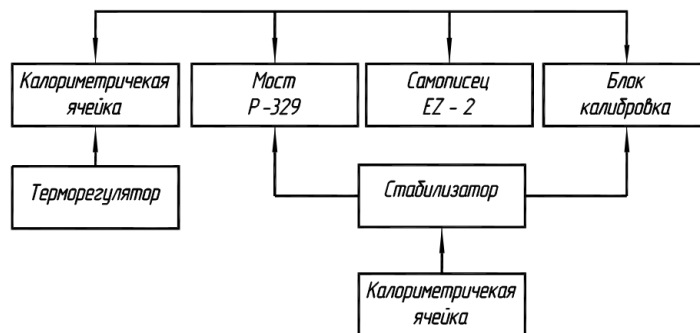 Калориметричекая
ячейка
Мост
Р-329
Самописец
EZ - 2
Блок
калибровка
Терморегулятор
Стабилизатор
Калориметричекая
ячейка